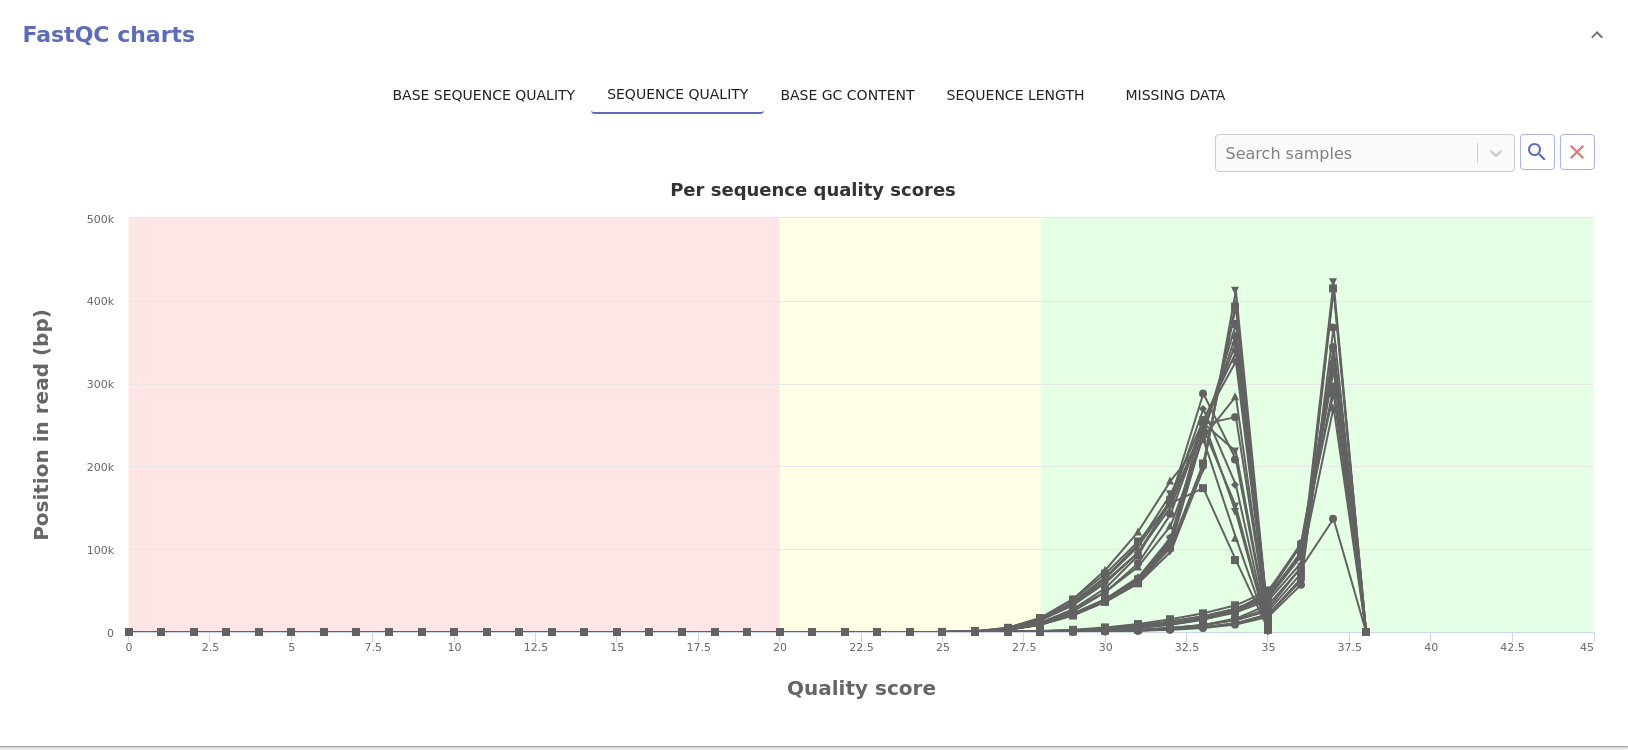 FastQC charts
BASE SEQUENCE QUALITY SEQUENCE QUALITY BASE GC CONTENT SEQUENCE LENGTH MISSING DATA
Search samples
Per sequence quality scores
500k
400k
300k
200k
100k
0
Position in read (bp)
0 2.5 5 7.5 10 12.5 15 17.5 20 22.5 25 27.5 30 32.5 35 37.5 40 42.5 45
Quality score